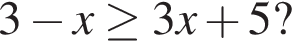 3 − x ≥ 3x + 5?